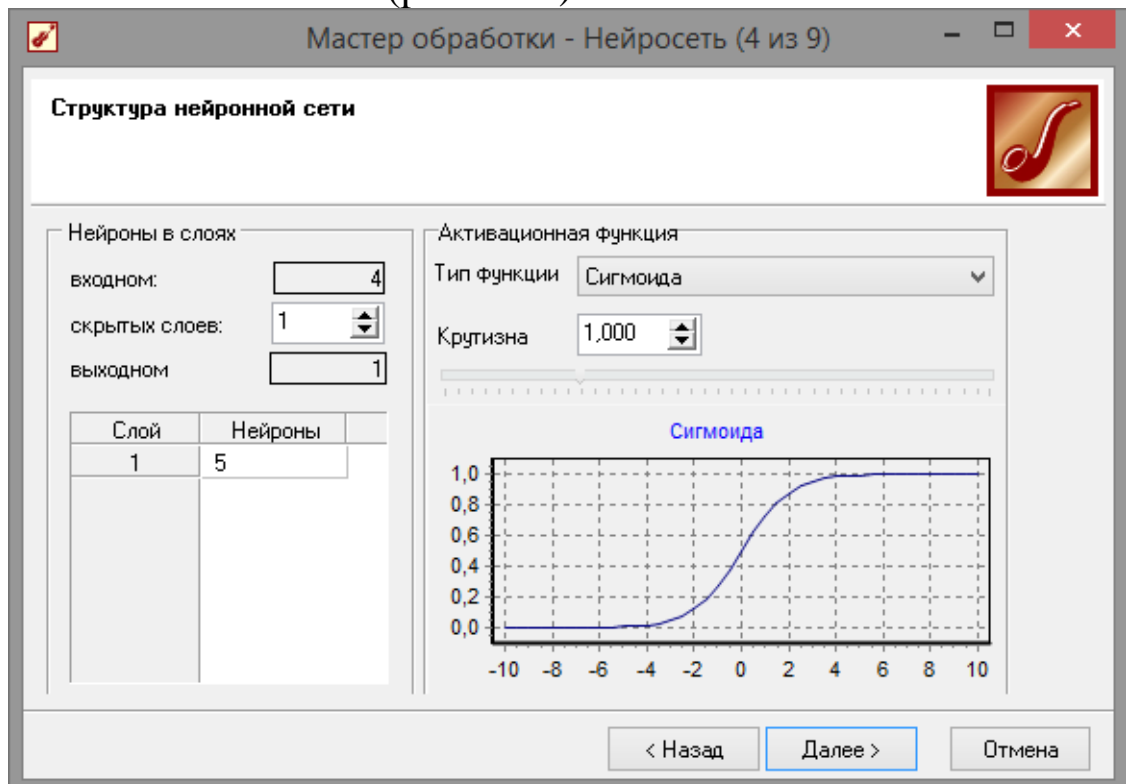 Мастер обработки - Нейросеть (4 из 9)
Структура нейронной сети
Нейроны в слоях
входном: 4
скрытых слоев: 1
выходном 1
Слой Нейроны
1 5
Активационная функция
Тип функции Сигмоида
Крутизна 1,000
Сигмоида
1,0
0,8
0,6
0,4
0,2
0,0
-10 -8 -6 -4 -2 0 2 4 6 8 10
< Назад Далее > Отмена